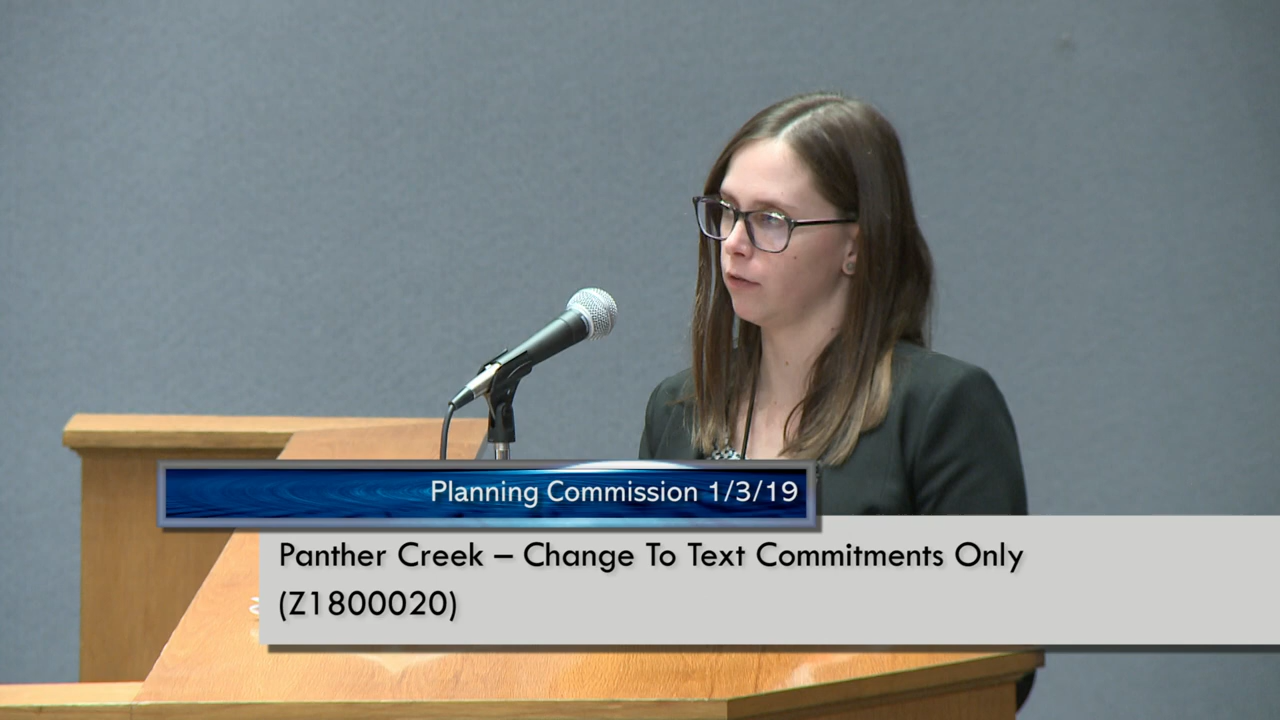 Planning Commission 1/3/19
Panther Creek – Change To Text Commitments Only
(Z1800020)